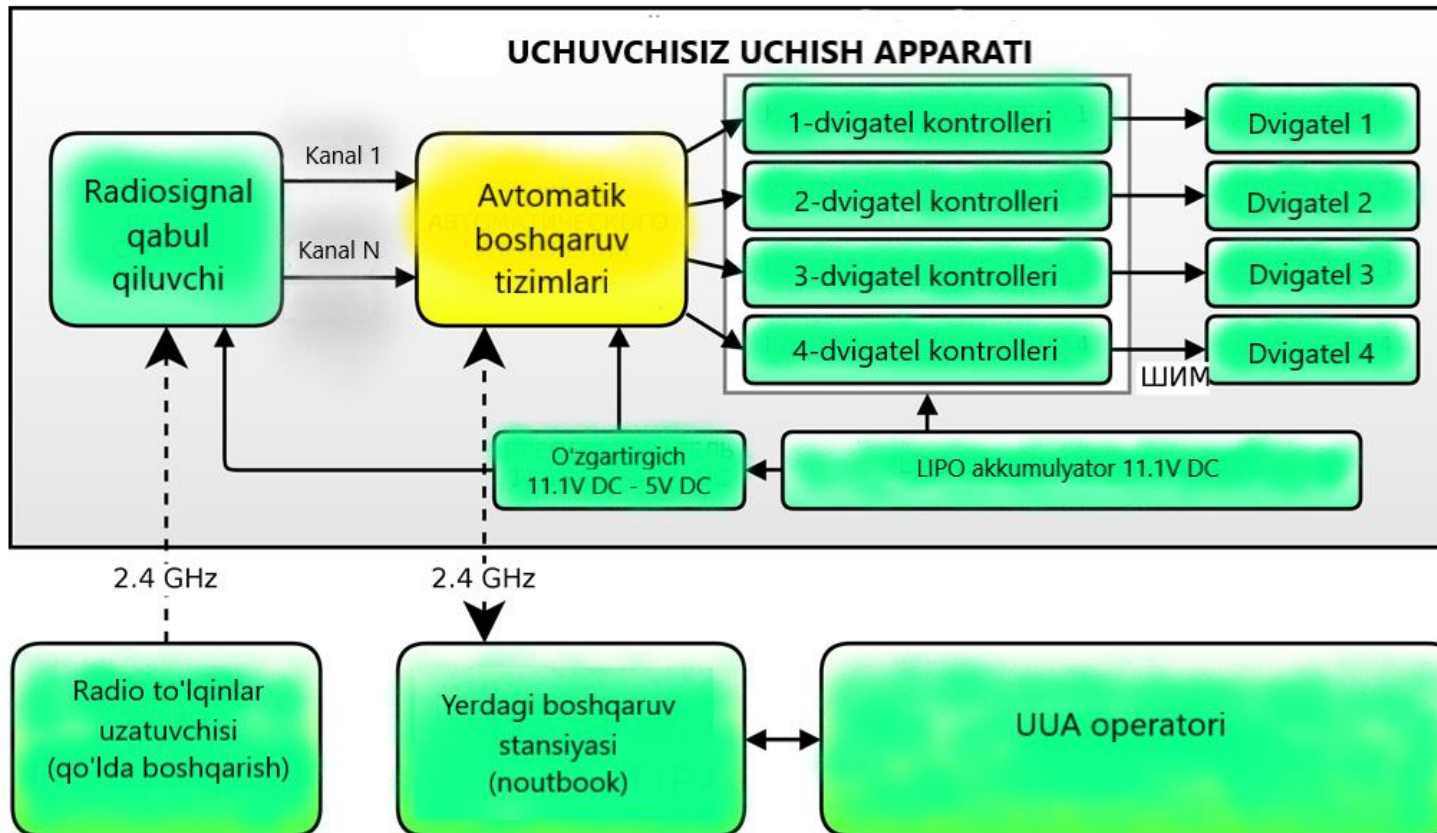 UCHUVCHISIZ UCHISH APPARATI
Radiosignal
qabul
qiluvchi
Kanal 1
Kanal N
Avtomatik
boshqaruv
tizimlari
1-dvigatel kontrolleri
2-dvigatel kontrolleri
3-dvigatel kontrolleri
4-dvigatel kontrolleri
Dvigatel 1
Dvigatel 2
Dvigatel 3
Dvigatel 4
ШИМ
O'zgartirgich
11.1V DC - 5V DC
LIPO akkumulyator 11.1V DC
2.4 GHz
2.4 GHz
Radio to'lqinlar
uzatuvchisi
(qo'lda boshqarish)
Yerdagi boshqaruv
stansiyasi
(noutbook)
UUA operatori